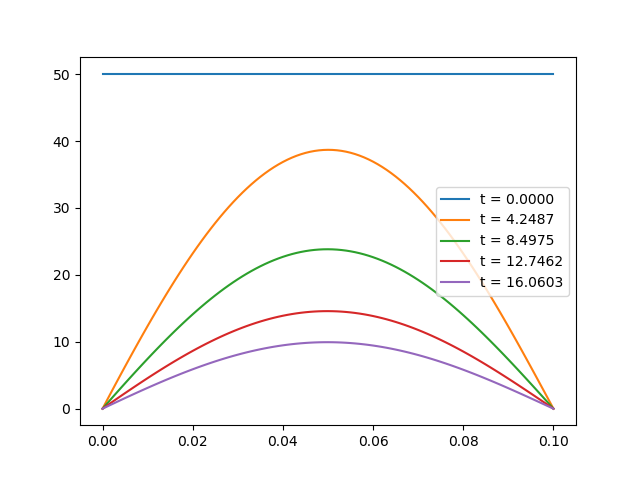 50
40
30
20
10
0
0.00 0.02 0.04 0.06 0.08 0.10
t = 0.0000
t = 4.2487
t = 8.4975
t = 12.7462
t = 16.0603